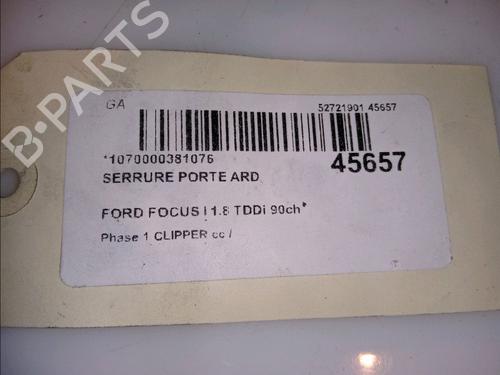 GA 52721901 45657
*1070000381076 45657
SERRURE PORTE ARD
FORD FOCUS I 1.8 TDDi 90ch*
Phase 1 CLIPPER cc /
B-PARTS